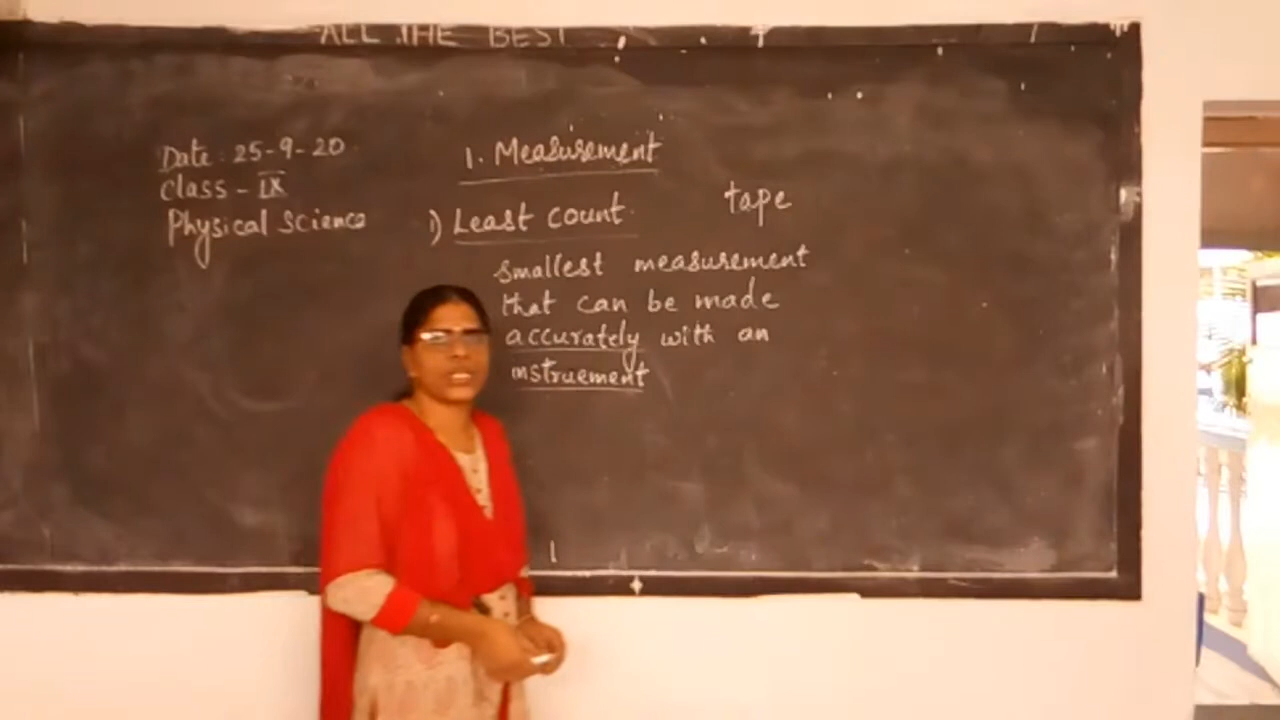 ALL THE BEST
Date: 25-9-20
Class - IX
Physical Science
1. Measurement
i) Least count
tape
smallest measurement
that can be made
accurately with an
instruement